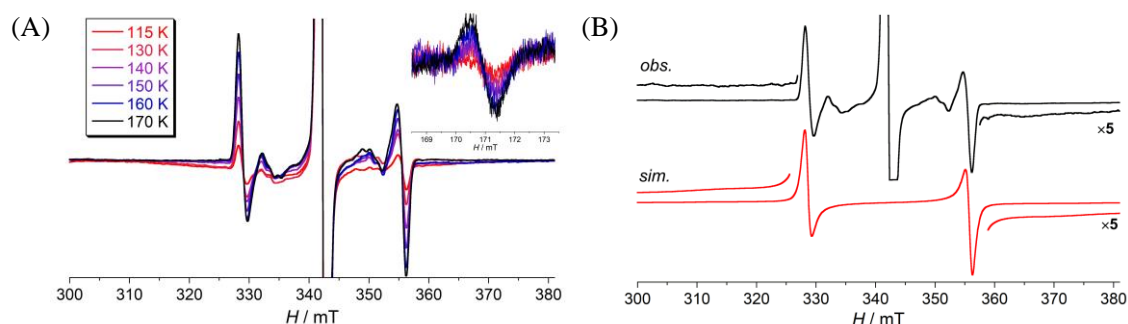 (A)
115 K
130 K
140 K
150 K
160 K
170 K
169 170 171 172 173
H / mT
300 310 320 330 340 350 360 370 380
H / mT
(B)
obs.
×5
sim.
×5
300 310 320 330 340 350 360 370 380
H / mT